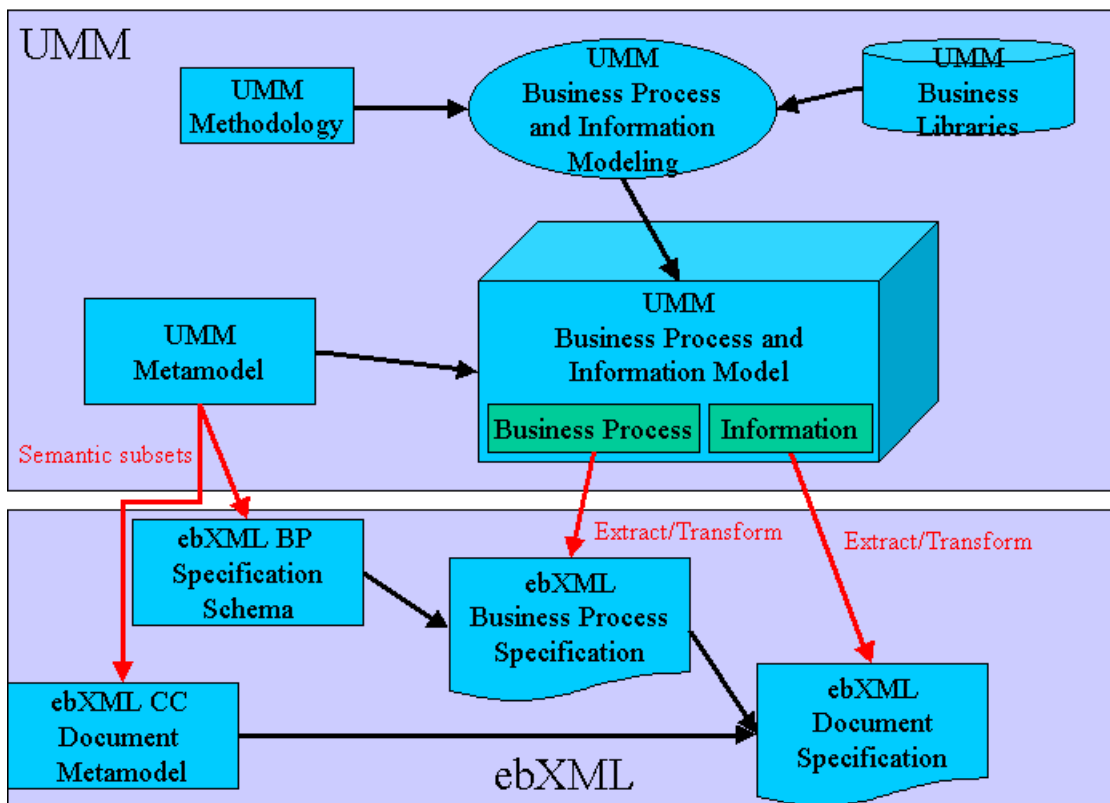 UMM
UMM
Methodology
UMM
Business Process
and Information
Modeling
UMM
Business
Libraries
UMM
Metamodel
UMM
Business Process and
Information Model
Business Process
Information
Semantic subsets
Extract/Transform
Extract/Transform
ebXML BP
Specification
Schema
ebXML
Business Process
Specification
ebXML CC
Document
Metamodel
ebXML
Document
Specification
ebXML